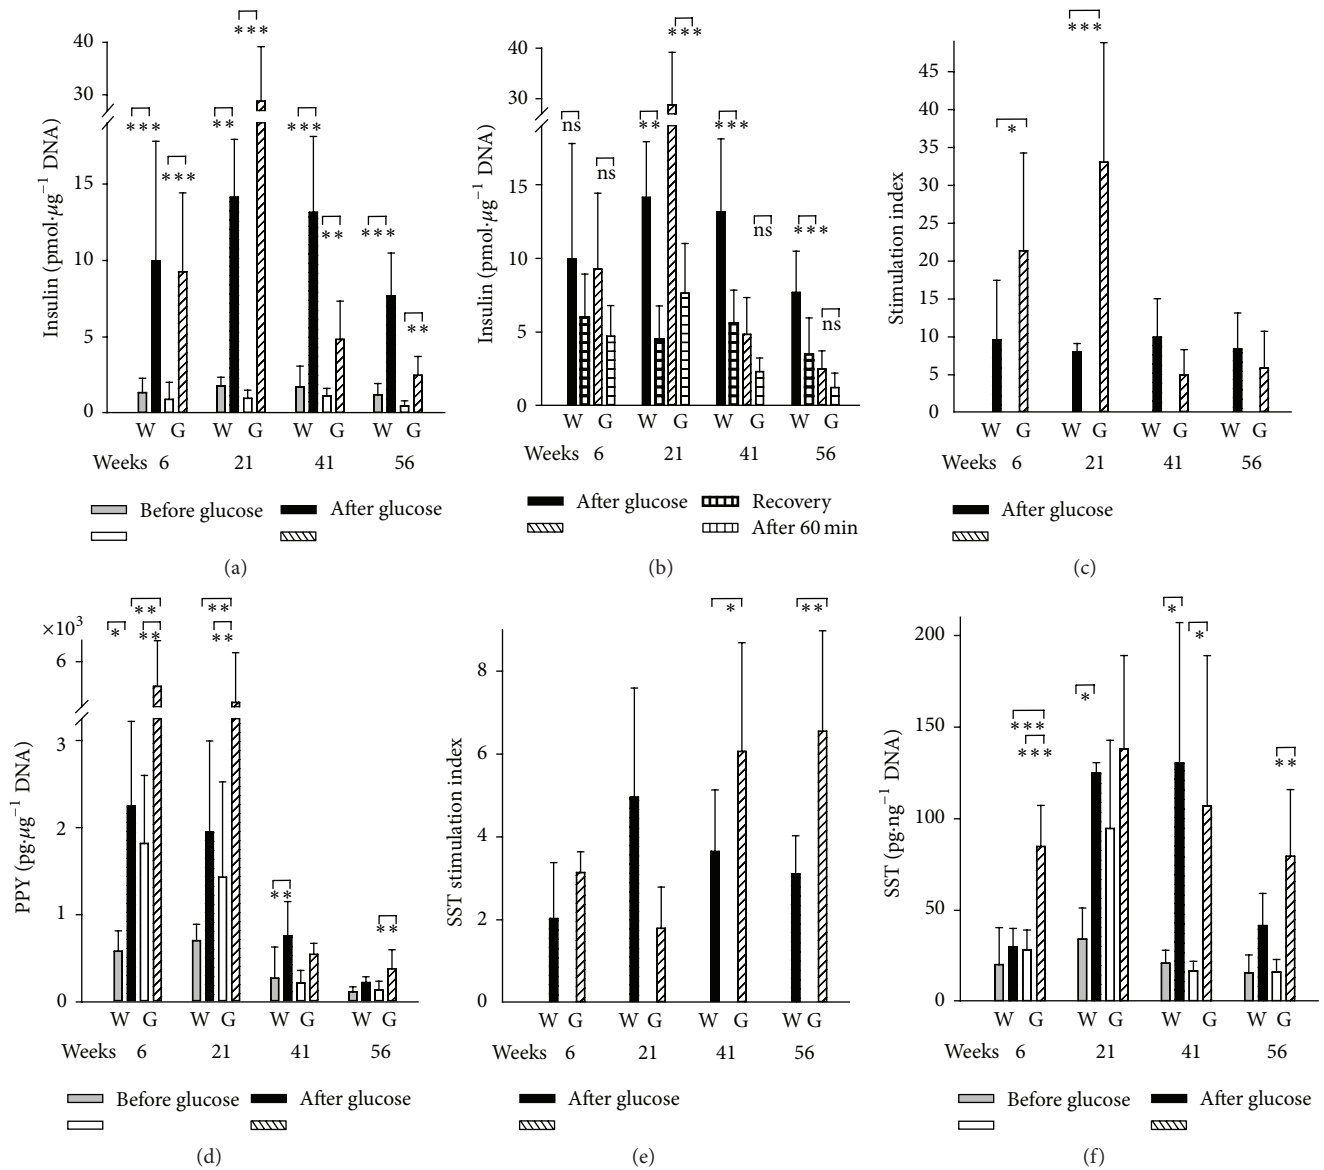 ***
40
30
15
10
5
0
Insulin (pmol·μg−1 DNA)
***
***
**
***
**
***
**
W G W G W G W G
Weeks 6 21 41 56
Before glucose After glucose
(a)
***
40
30
15
10
5
0
Insulin (pmol·μg−1 DNA)
ns
ns
**
***
ns
***
ns
W G W G W G W G
Weeks 6 21 41 56
After glucose Recovery
After 60 min
(b)
***
45
40
35
30
25
20
15
10
5
0
Stimulation index
*
W G W G W G W G
Weeks 6 21 41 56
After glucose
(c)
×103
6
3
2
1
0
PPY (pg·μg−1 DNA)
**
* **
**
**
**
**
W G W G W G W G
Weeks 6 21 41 56
Before glucose After glucose
(d)
8
6
4
2
0
SST stimulation index
*
**
W G W G W G W G
Weeks 6 21 41 56
After glucose
(e)
200
150
100
50
0
SST (pg·ng−1 DNA)
***
***
*
*
*
**
W G W G W G W G
Weeks 6 21 41 56
Before glucose After glucose
(f)